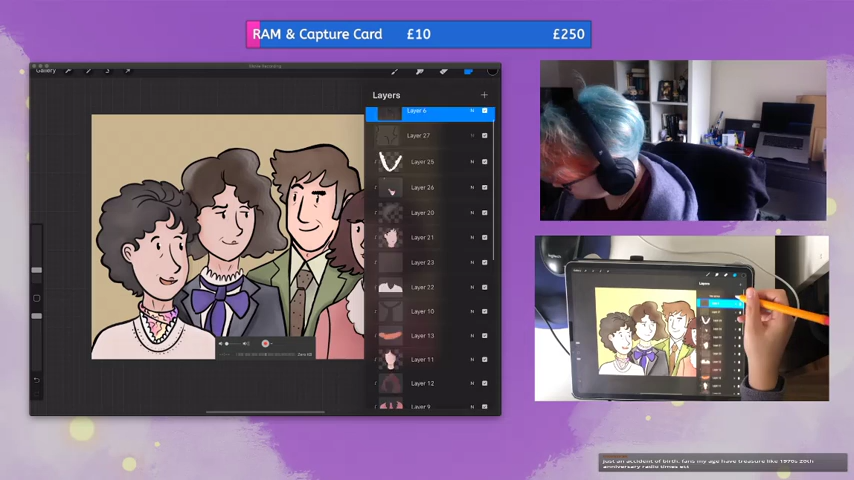 RAM & Capture Card £10 £250
Gallery
Layers
Layer 6
Layer 27
Layer 25
Layer 26
Layer 20
Layer 21
Layer 23
Layer 22
Layer 10
Layer 13
Layer 11
Layer 12
Layer 9
just an accident of birth. fans my age have treasure like 1970s 20th
anniversary radio times ect